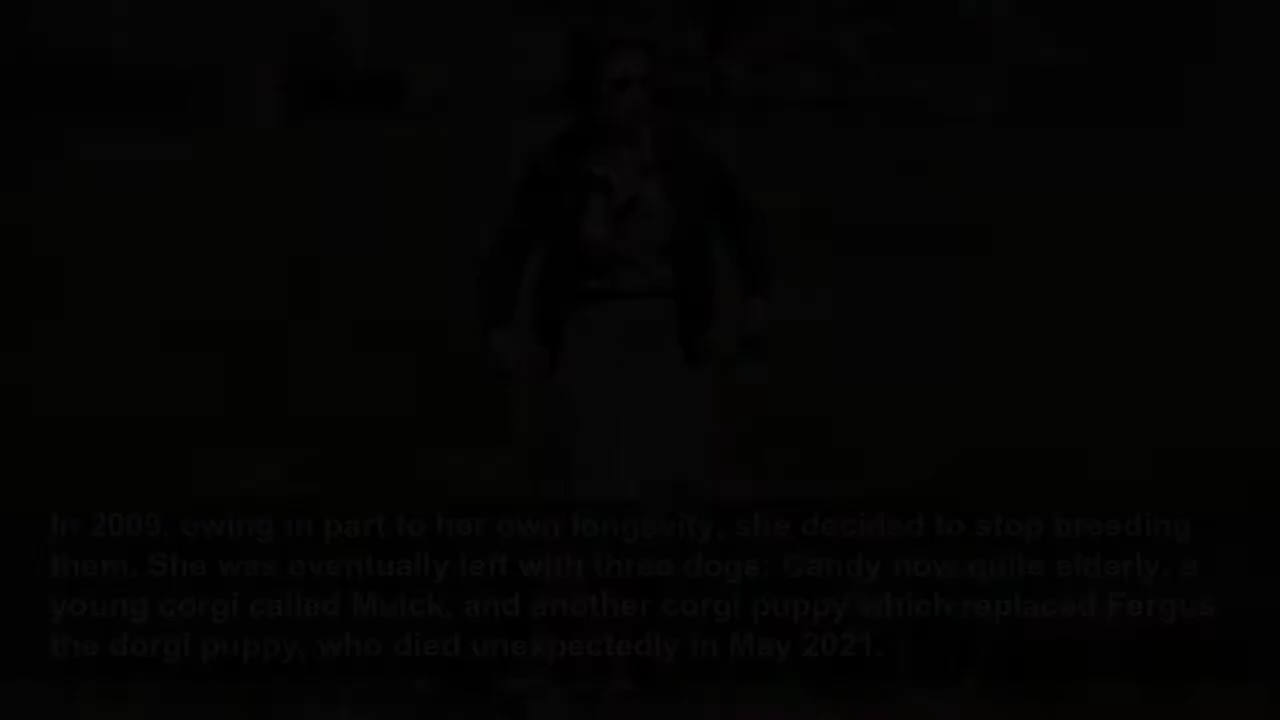 In 2009, owing in part to her own longevity, she decided to stop breeding
them. She was eventually left with three dogs: Candy now quite elderly, a
young corgi called Muick, and another corgi puppy which replaced Fergus
the dorgi puppy, who died unexpectedly in May 2021.